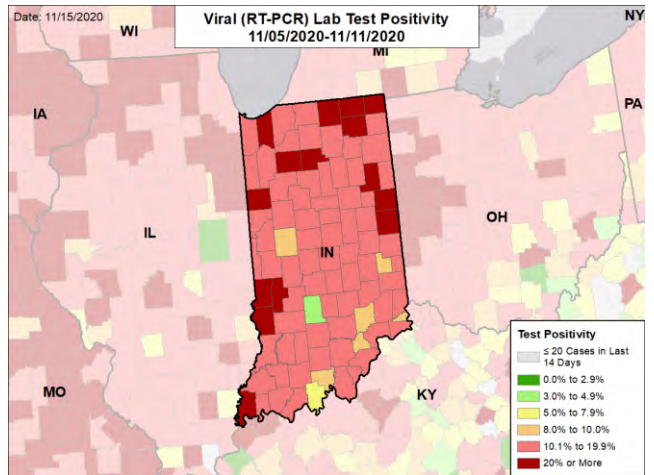 Date: 11/15/2020
Viral (RT-PCR) Lab Test Positivity
11/05/2020-11/11/2020
NY
WI
MI
IA
PA
IL
IN
OH
MO
KY
Test Positivity
≤ 20 Cases in Last
14 Days
0.0% to 2.9%
3.0% to 4.9%
5.0% to 7.9%
8.0% to 10.0%
10.1% to 19.9%
20% or More